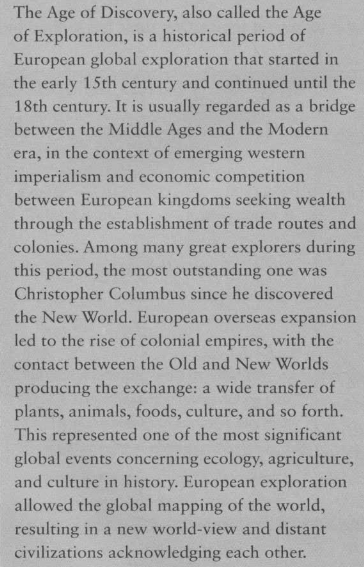 The Age of Discovery, also called the Age
of Exploration, is a historical period of
European global exploration that started in
the early 15th century and continued until the
18th century. It is usually regarded as a bridge
between the Middle Ages and the Modern
era, in the context of emerging western
imperialism and economic competition
between European kingdoms seeking wealth
through the establishment of trade routes and
colonies. Among many great explorers during
this period, the most outstanding one was
Christopher Columbus since he discovered
the New World. European overseas expansion
led to the rise of colonial empires, with the
contact between the Old and New Worlds
producing the exchange: a wide transfer of
plants, animals, foods, culture, and so forth.
This represented one of the most significant
global events concerning ecology, agriculture,
and culture in history. European exploration
allowed the global mapping of the world,
resulting in a new world-view and distant
civilizations acknowledging each other.